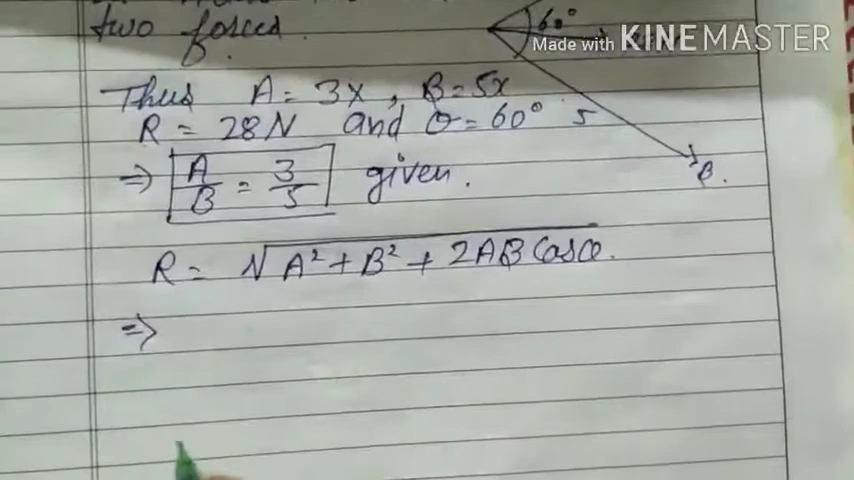 two forces.
60°
Made with KINEMASTER
Thus A = 3x, B = 5x
R = 28N and θ = 60° 5
⇒ A/B = 3/5 given.
B.
R = √A² + B² + 2AB Cosθ.
⇒